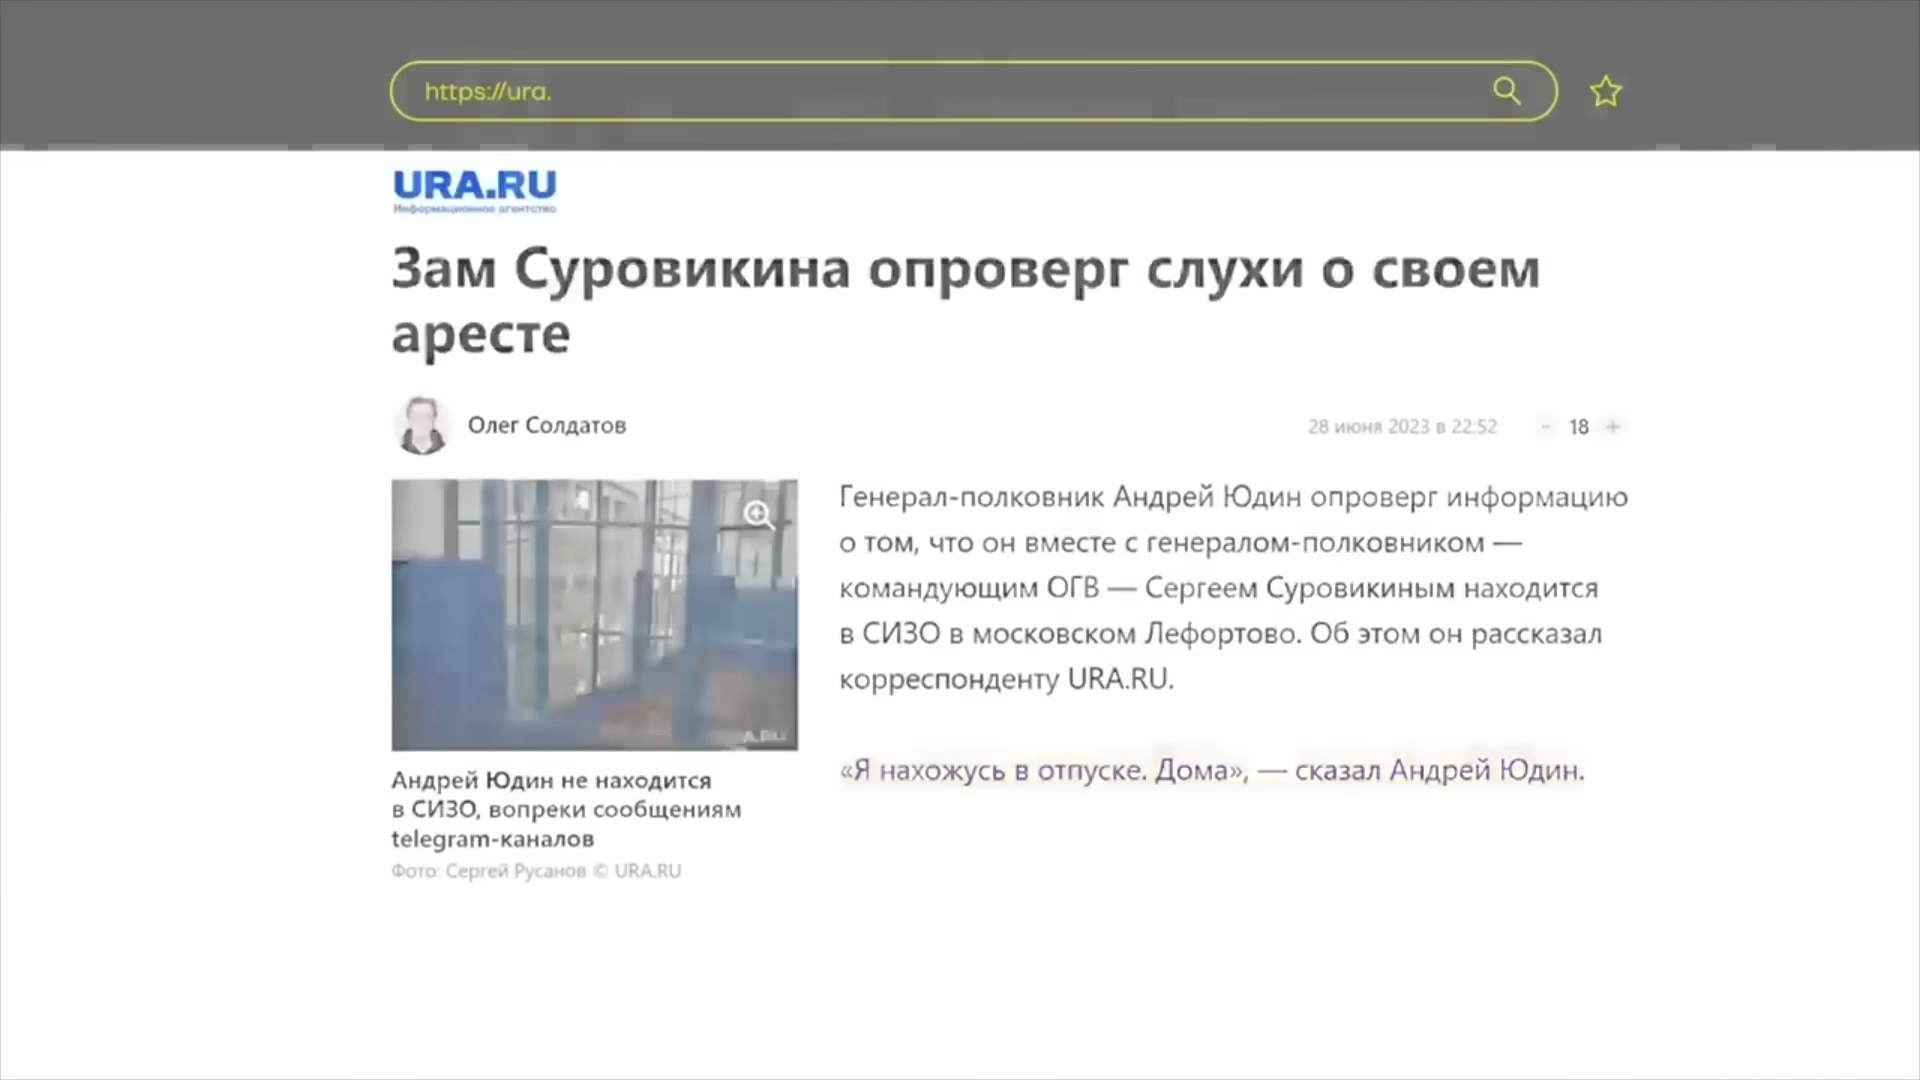 https://ura.
URA.RU
Информационное агентство
Зам Суровикина опроверг слухи о своем
аресте
Олег Солдатов
28 июня 2023 в 22:52
− 18 +
Генерал-полковник Андрей Юдин опроверг информацию
о том, что он вместе с генералом-полковником —
командующим ОГВ — Сергеем Суровикиным находится
в СИЗО в московском Лефортово. Об этом он рассказал
корреспонденту URA.RU.
«Я нахожусь в отпуске. Дома», — сказал Андрей Юдин.
Андрей Юдин не находится
в СИЗО, вопреки сообщениям
telegram-каналов
Фото: Сергей Русанов © URA.RU